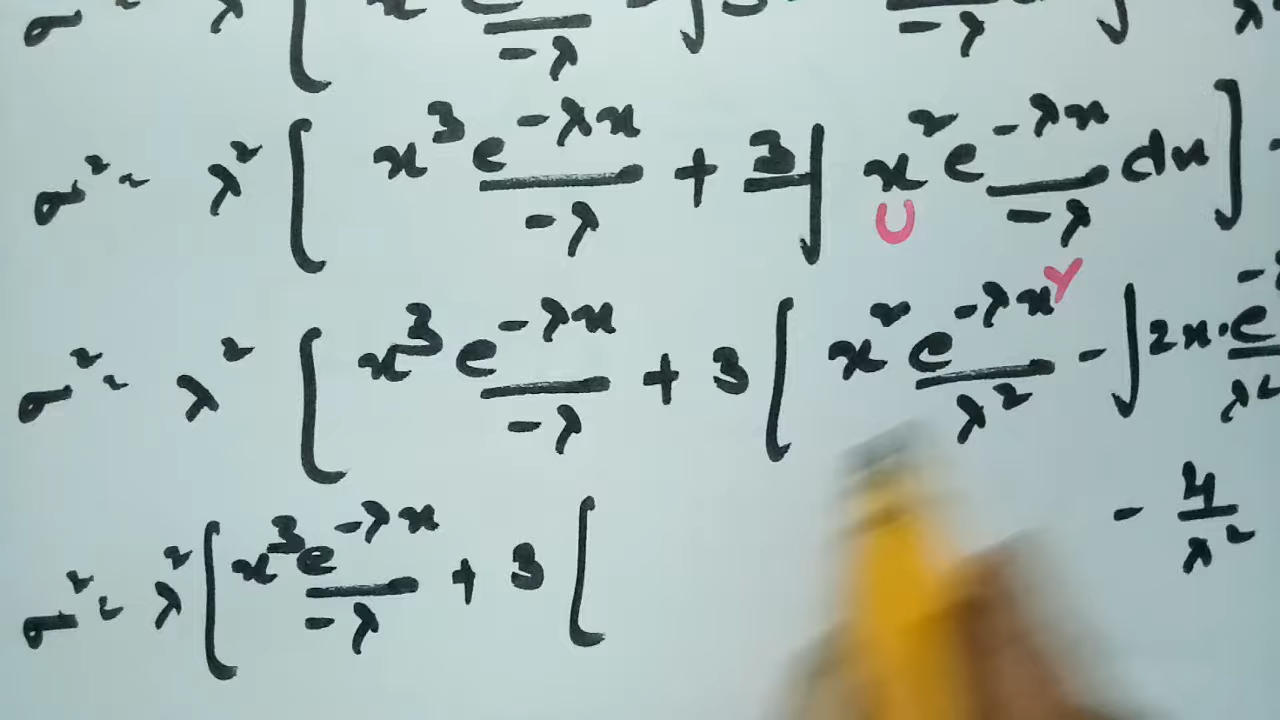 σ² = λ² [ x³ e^{-λx}/-λ + 3/ ∫ x² e^{-λx}/-λ dx ] -
U
σ² = λ² [ x³ e^{-λx}/-λ + 3 [ x² e^{-λx}/λ² - ∫ 2x · e^-/λ²
σ² = λ² [ x³ e^{-λx}/-λ + 3 [ - 4/λ²